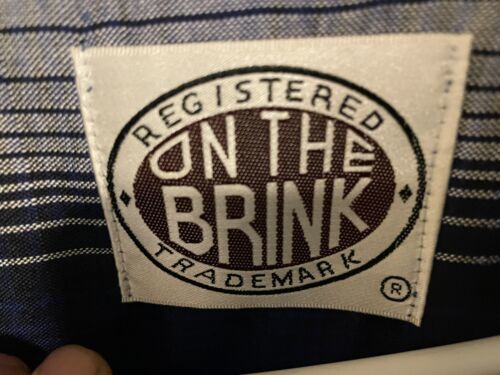 REGISTERED
ON THE
BRINK
TRADEMARK
®